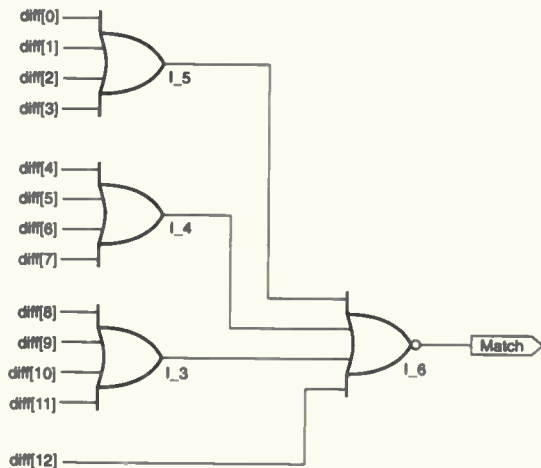 diff[0]
diff[1]
diff[2]
diff[3]
I_5
diff[4]
diff[5]
diff[6]
diff[7]
I_4
diff[8]
diff[9]
diff[10]
diff[11]
I_3
diff[12]
I_6
Match